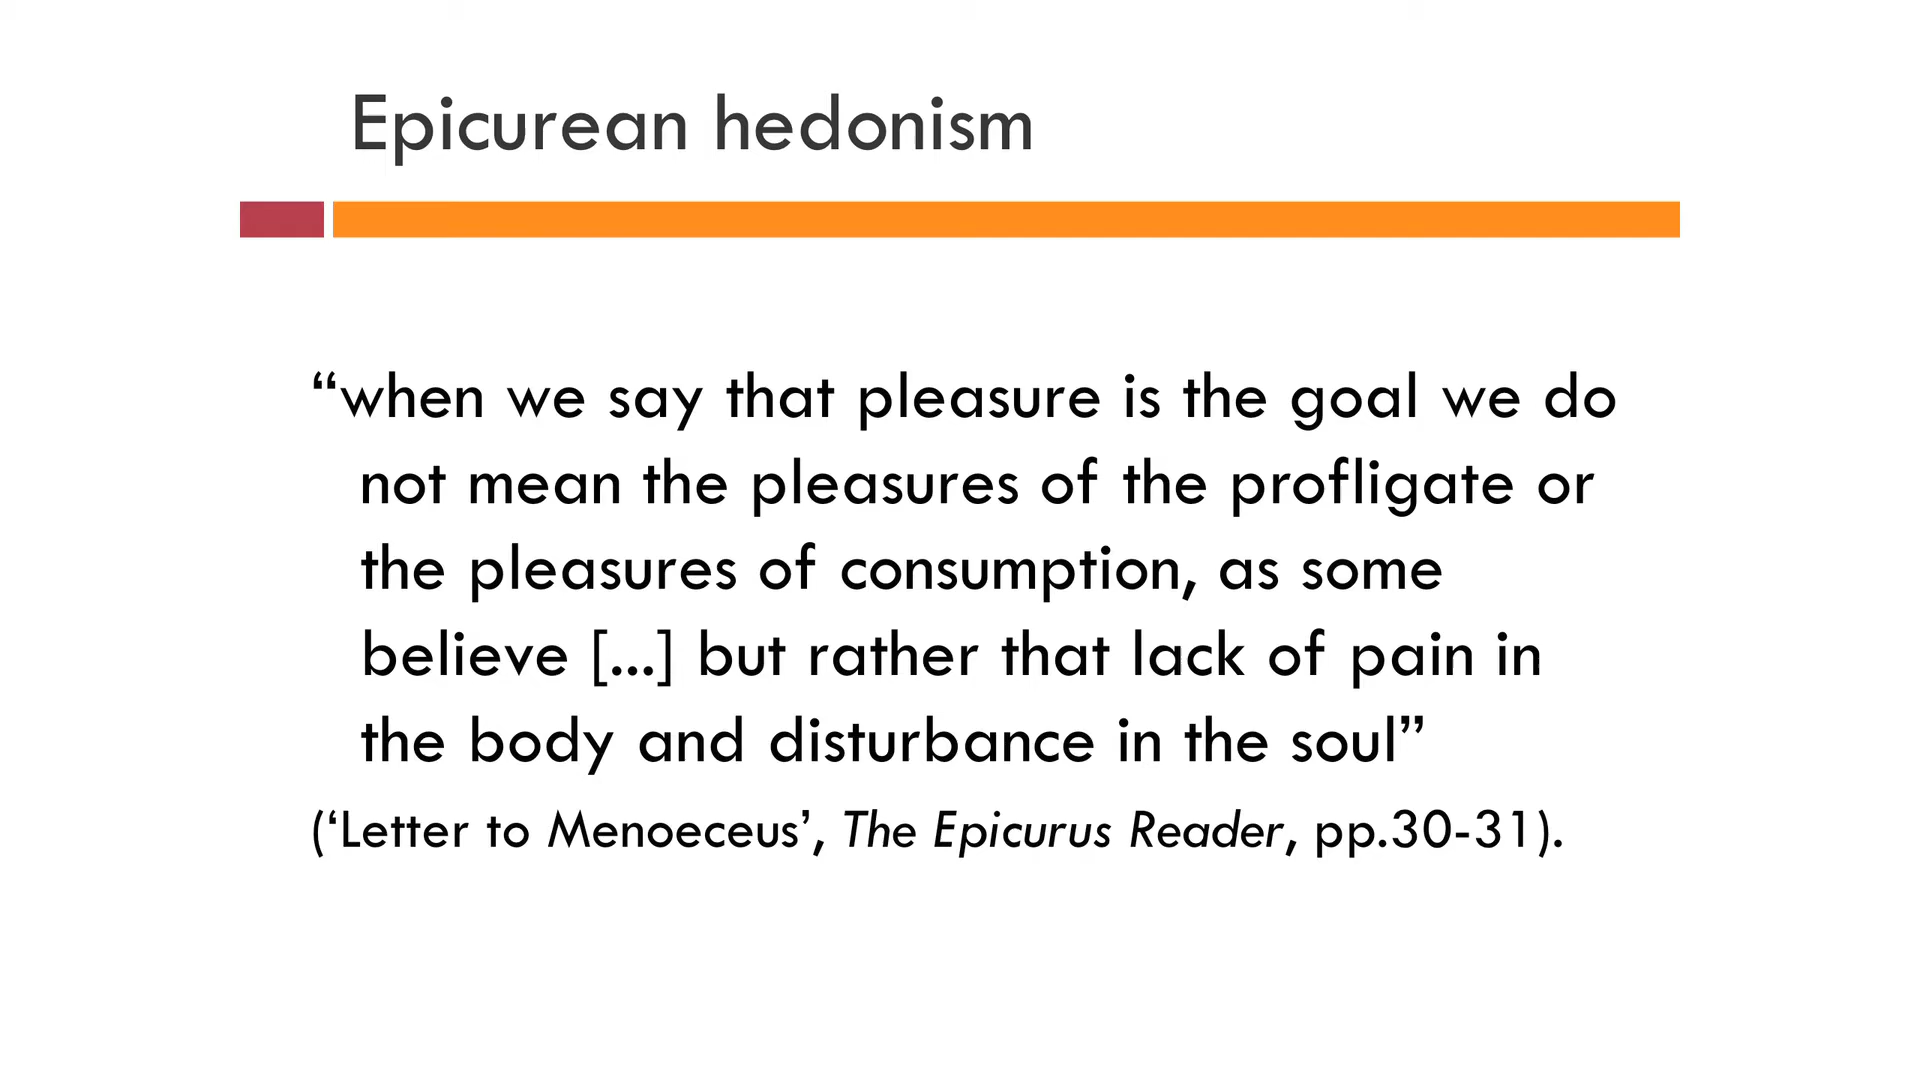 Epicurean hedonism
“when we say that pleasure is the goal we do
not mean the pleasures of the profligate or
the pleasures of consumption, as some
believe [...] but rather that lack of pain in
the body and disturbance in the soul”
(‘Letter to Menoeceus’, The Epicurus Reader, pp.30-31).